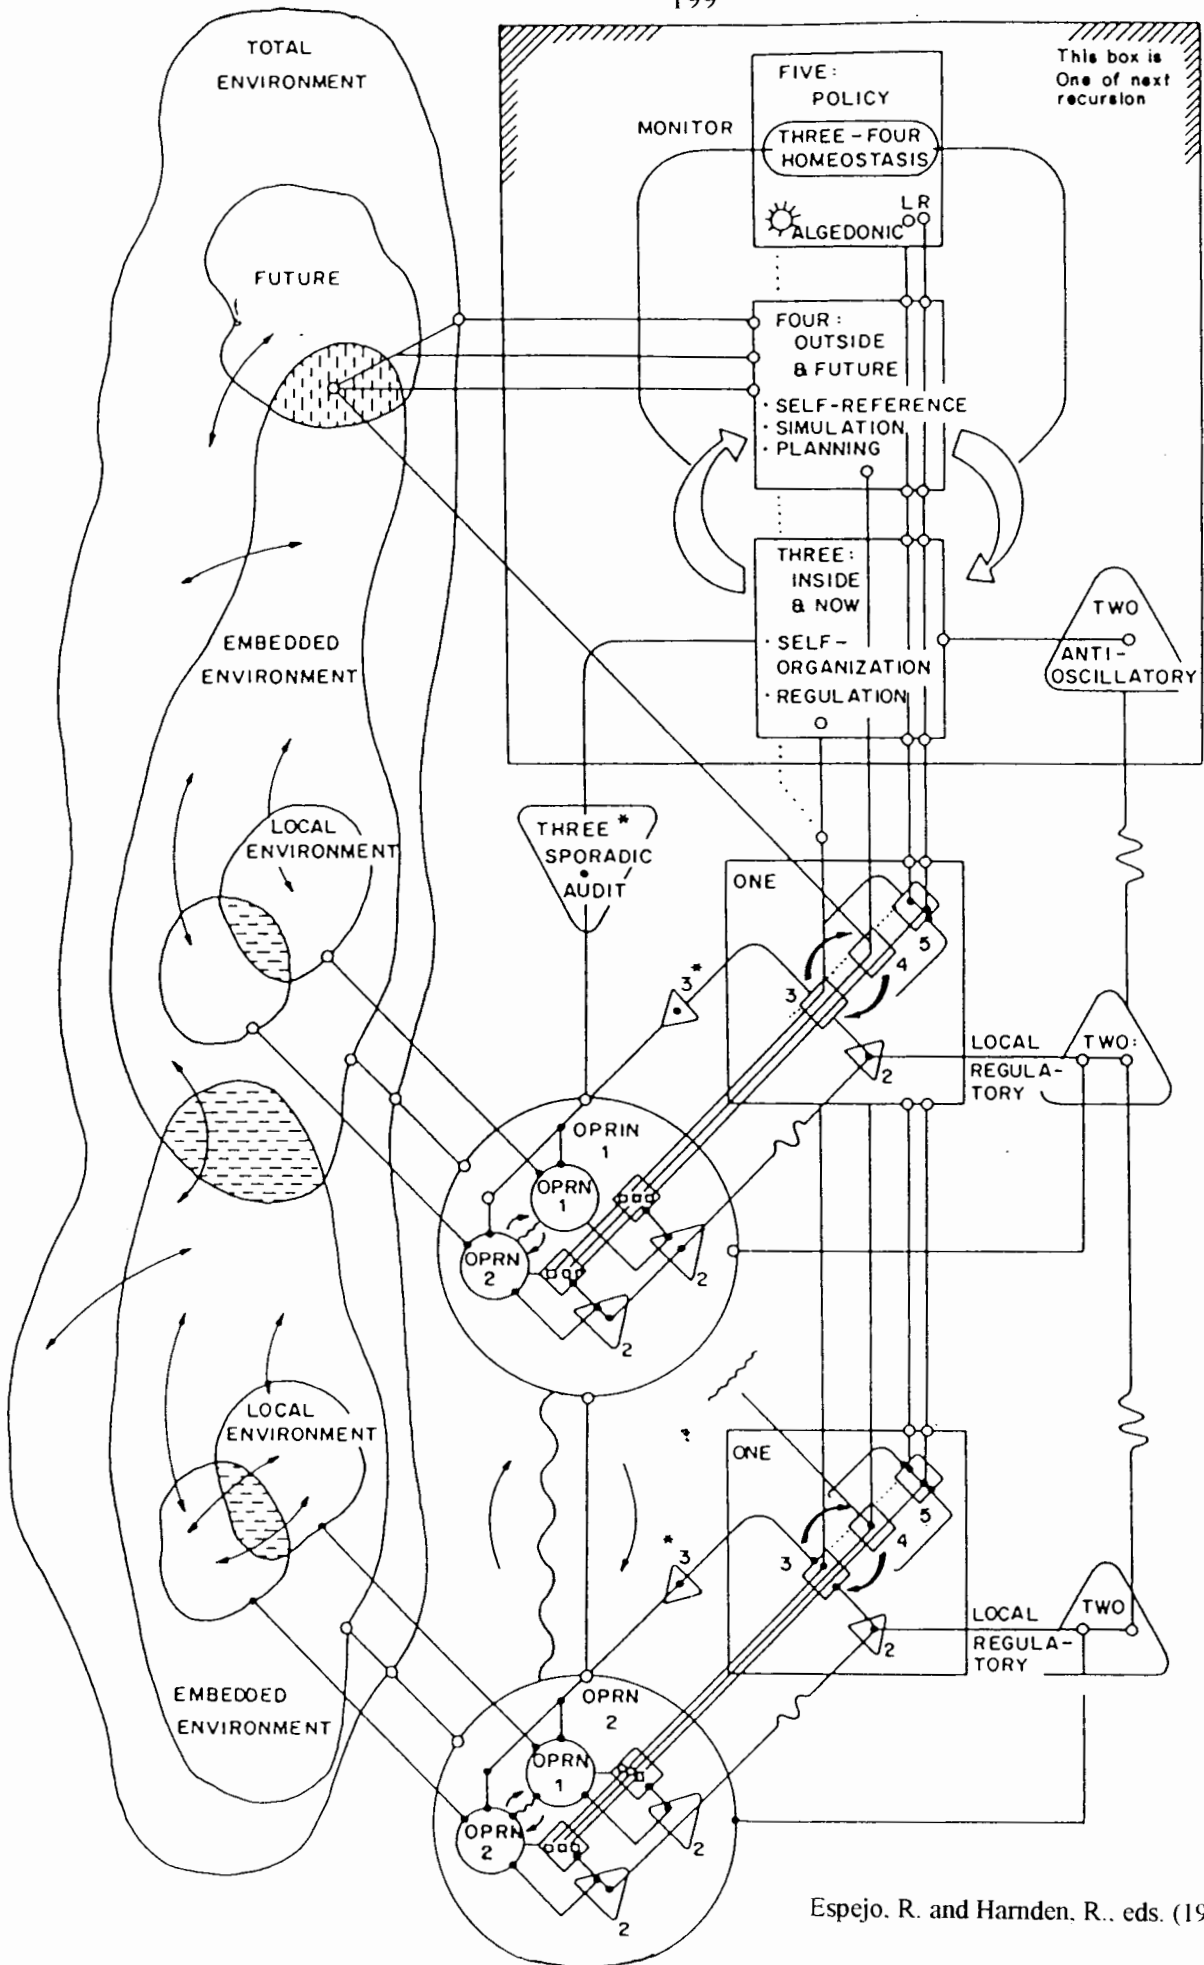 199
TOTAL
ENVIRONMENT
This box is
One of next
recursion
FIVE:
POLICY
MONITOR
THREE-FOUR
HOMEOSTASIS
L R
ALGEDONIC
FUTURE
FOUR:
OUTSIDE
& FUTURE
· SELF-REFERENCE
· SIMULATION
· PLANNING
THREE:
INSIDE
& NOW
· SELF-
ORGANIZATION
· REGULATION
TWO
ANTI-
OSCILLATORY
EMBEDDED
ENVIRONMENT
LOCAL
ENVIRONMENT
THREE *
SPORADIC
AUDIT
ONE
5
4
3
3*
2
LOCAL
REGULA-
TORY
TWO:
OPRIN
1
OPRN
1
OPRN
2
2
2
LOCAL
ENVIRONMENT
ONE
5
4
3
*
3
2
LOCAL
REGULA-
TORY
TWO
EMBEDDED
ENVIRONMENT
OPRN
2
OPRN
1
OPRN
2
2
2
Espejo. R. and Harnden. R.. eds. (19